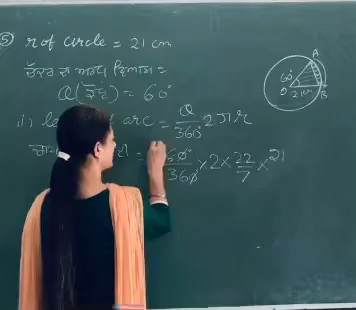 ⑤ r of circle = 21 cm
ਚੱਕਰ ਦਾ ਅਰਧ ਵਿਆਸ =
θ (ਕੋਣ) = 60°
i) le of arc = θ/360° 2πr
= 60°/360 × 2 × 22/7 × 21
A
60°
O 21cm B